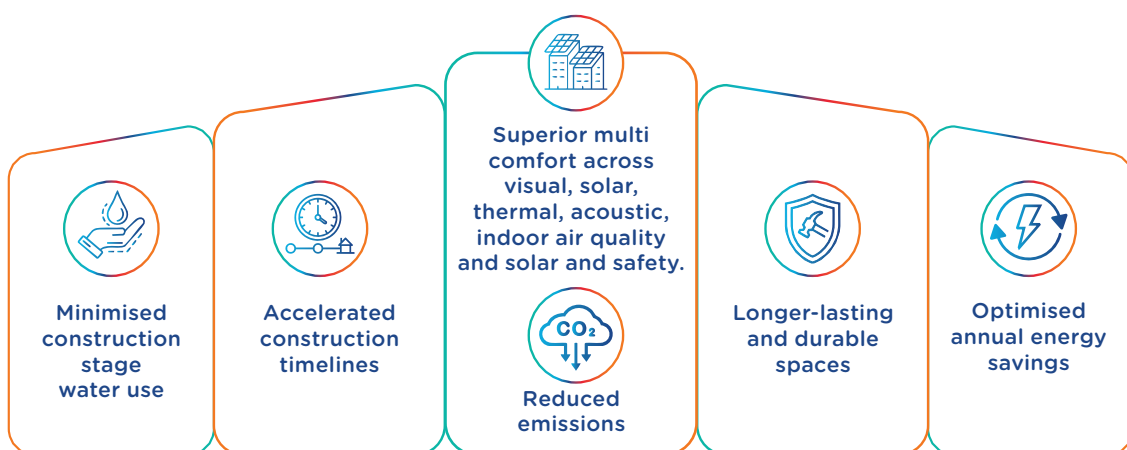 Minimised
construction
stage
water use
Accelerated
construction
timelines
Superior multi
comfort across
visual, solar,
thermal, acoustic,
indoor air quality
and solar and safety.
CO₂
Reduced
emissions
Longer-lasting
and durable
spaces
Optimised
annual energy
savings